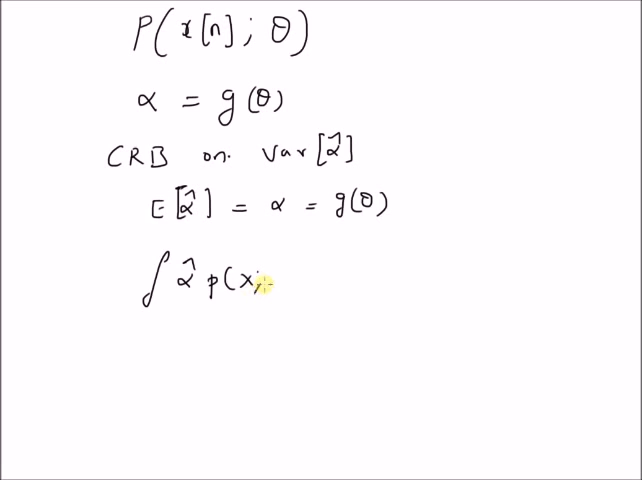 P(x[n]; θ)
α = g(θ)
CRB on. Var[α̂]
E[α̂] = α = g(θ)
∫ α̂ p(x;